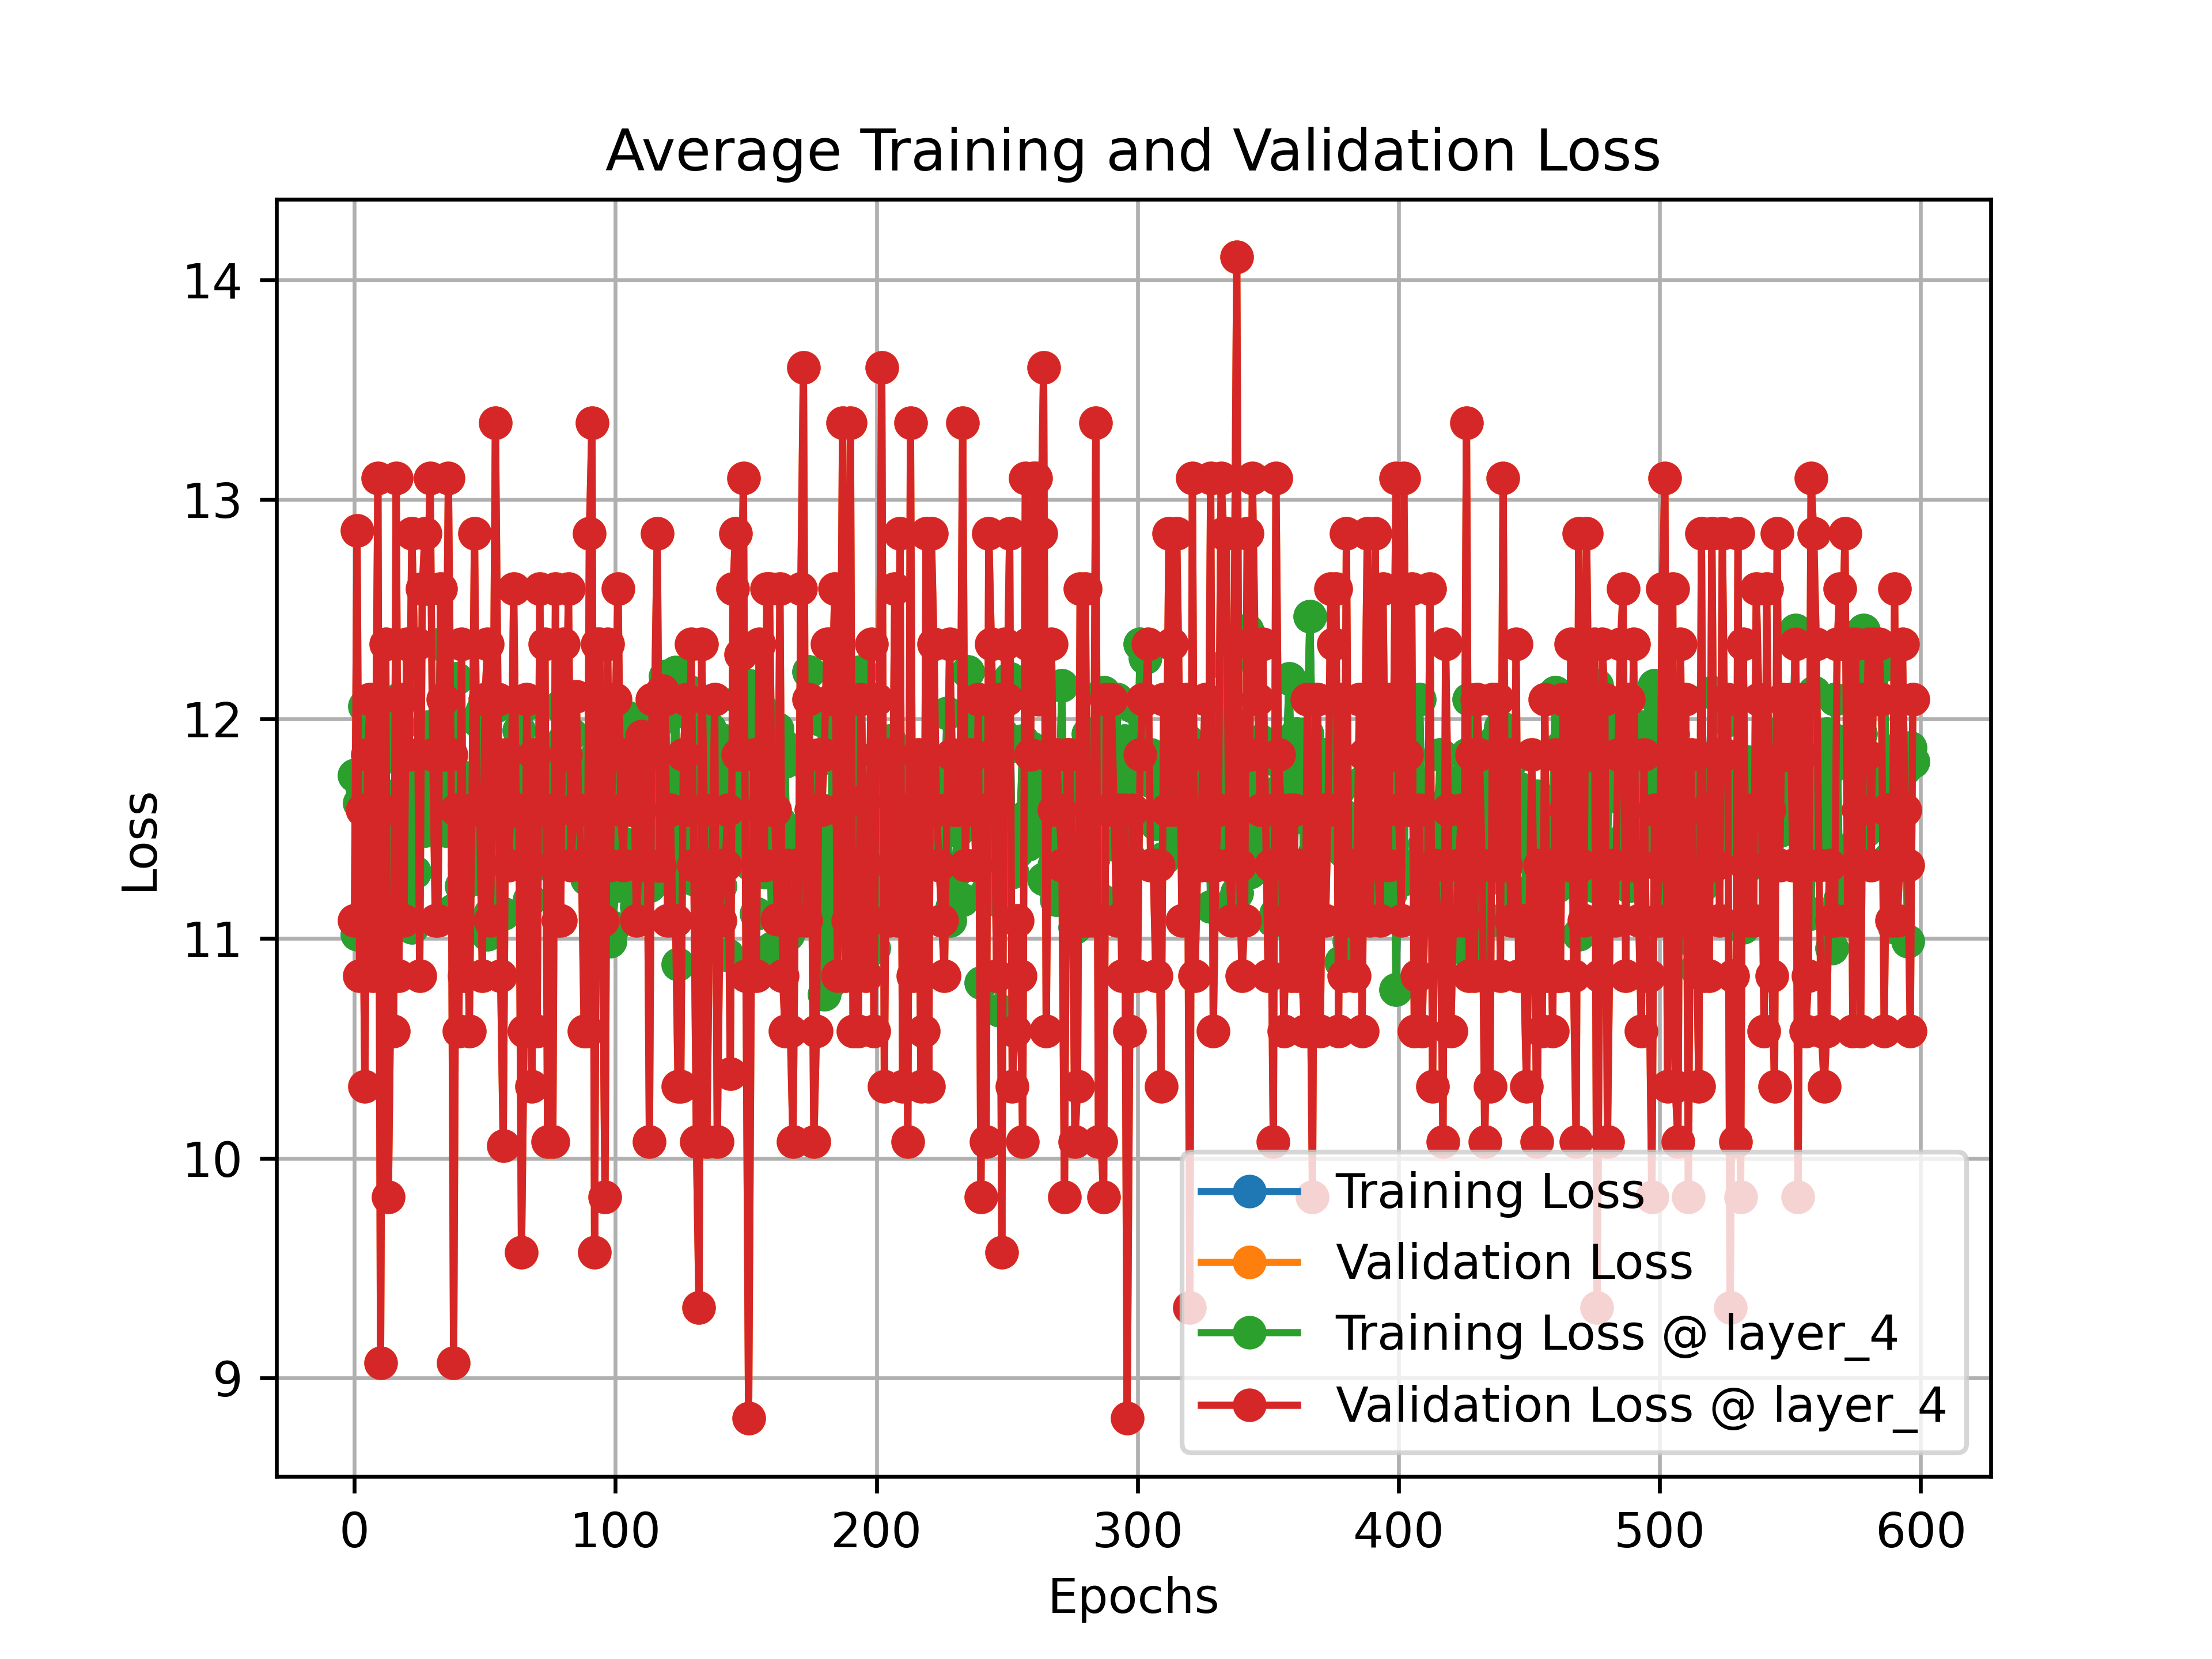 Average Training and Validation Loss
14
13
12
11
10
9
Loss
Training Loss
Validation Loss
Training Loss @ layer_4
Validation Loss @ layer_4
0 100 200 300 400 500 600
Epochs